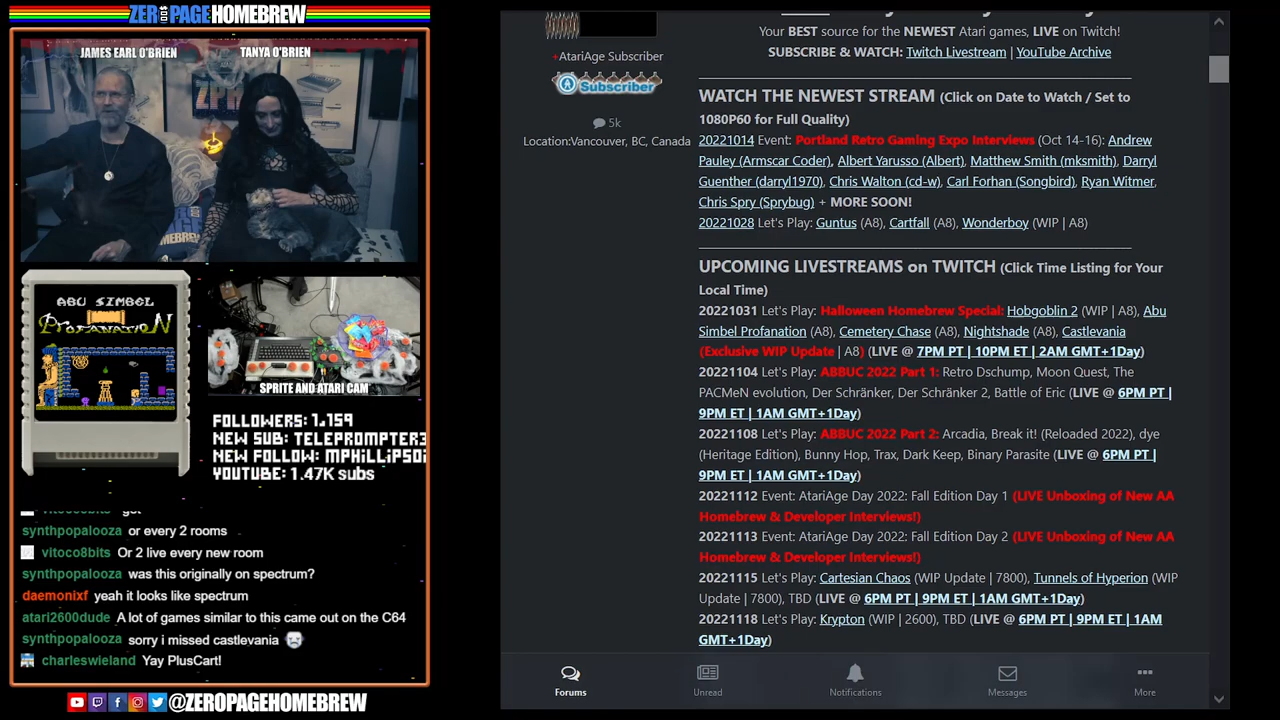 ZERO PAGE HOMEBREW
JAMES EARL O'BRIEN
TANYA O'BRIEN
ABU SIMBEL
PROFANATION
SPRITE AND ATARI CAM
FOLLOWERS: 1,159
NEW SUB: TELEPROMPTER3
NEW FOLLOW: MPHILLIPSO
YOUTUBE: 1.47K subs
synthpopalooza or every 2 rooms
vitoco8bits Or 2 live every new room
synthpopalooza was this originally on spectrum?
daemonixf yeah it looks like spectrum
atari2600dude A lot of games similar to this came out on the C64
synthpopalooza sorry i missed castlevania
charleswieland Yay PlusCart!
@ZEROPAGEHOMEBREW
+AtariAge Subscriber
Subscriber
5k
Location:Vancouver, BC, Canada
Your BEST source for the NEWEST Atari games, LIVE on Twitch!
SUBSCRIBE & WATCH: Twitch Livestream | YouTube Archive
WATCH THE NEWEST STREAM (Click on Date to Watch / Set to
1080P60 for Full Quality)
20221014 Event: Portland Retro Gaming Expo Interviews (Oct 14-16): Andrew
Pauley (Armscar Coder), Albert Yarusso (Albert), Matthew Smith (mksmith), Darryl
Guenther (darryl1970), Chris Walton (cd-w), Carl Forhan (Songbird), Ryan Witmer,
Chris Spry (Sprybug) + MORE SOON!
20221028 Let's Play: Guntus (A8), Cartfall (A8), Wonderboy (WIP | A8)
UPCOMING LIVESTREAMS on TWITCH (Click Time Listing for Your
Local Time)
20221031 Let's Play: Halloween Homebrew Special: Hobgoblin 2 (WIP | A8), Abu
Simbel Profanation (A8), Cemetery Chase (A8), Nightshade (A8), Castlevania
(Exclusive WIP Update | A8) (LIVE @ 7PM PT | 10PM ET | 2AM GMT+1Day)
20221104 Let's Play: ABBUC 2022 Part 1: Retro Dschump, Moon Quest, The
PACMeN evolution, Der Schränker, Der Schränker 2, Battle of Eric (LIVE @ 6PM PT |
9PM ET | 1AM GMT+1Day)
20221108 Let's Play: ABBUC 2022 Part 2: Arcadia, Break it! (Reloaded 2022), dye
(Heritage Edition), Bunny Hop, Trax, Dark Keep, Binary Parasite (LIVE @ 6PM PT |
9PM ET | 1AM GMT+1Day)
20221112 Event: AtariAge Day 2022: Fall Edition Day 1 (LIVE Unboxing of New AA
Homebrew & Developer Interviews!)
20221113 Event: AtariAge Day 2022: Fall Edition Day 2 (LIVE Unboxing of New AA
Homebrew & Developer Interviews!)
20221115 Let's Play: Cartesian Chaos (WIP Update | 7800), Tunnels of Hyperion (WIP
Update | 7800), TBD (LIVE @ 6PM PT | 9PM ET | 1AM GMT+1Day)
20221118 Let's Play: Krypton (WIP | 2600), TBD (LIVE @ 6PM PT | 9PM ET | 1AM
GMT+1Day)
Forums
Unread
Notifications
Messages
More